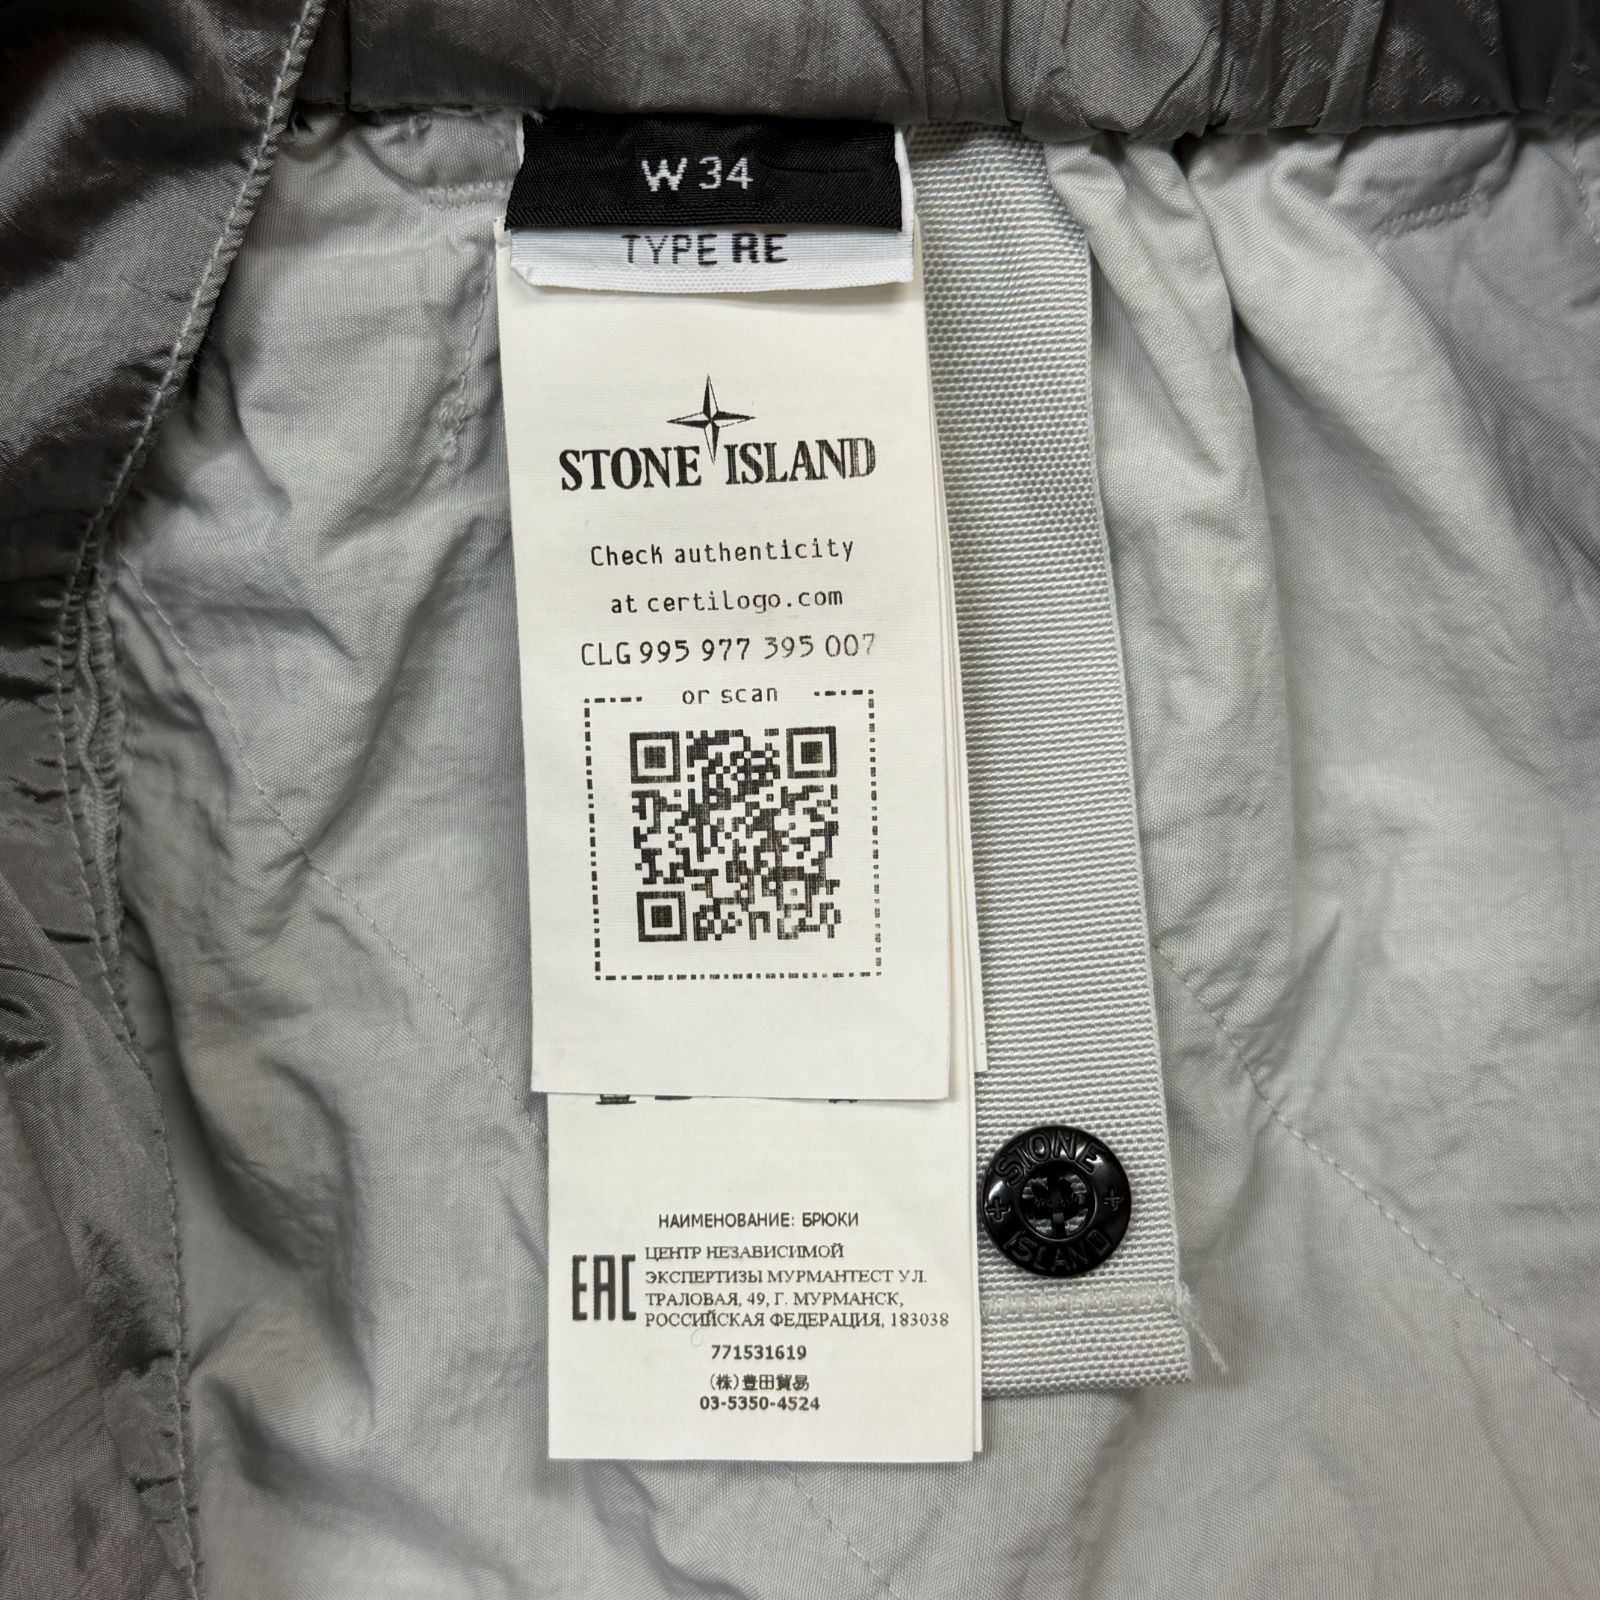 W 34
TYPE RE
STONE ISLAND
Check authenticity
at certilogo.com
CLG 995 977 395 007
or scan
STONE
ISLAND
НАИМЕНОВАНИЕ: БРЮКИ
EAC
ЦЕНТР НЕЗАВИСИМОЙ
ЭКСПЕРТИЗЫ МУРМАНТЕСТ УЛ.
ТРАЛОВАЯ, 49, Г. МУРМАНСК,
РОССИЙСКАЯ ФЕДЕРАЦИЯ, 183038
771531619
(株)豊田貿易
03-5350-4524